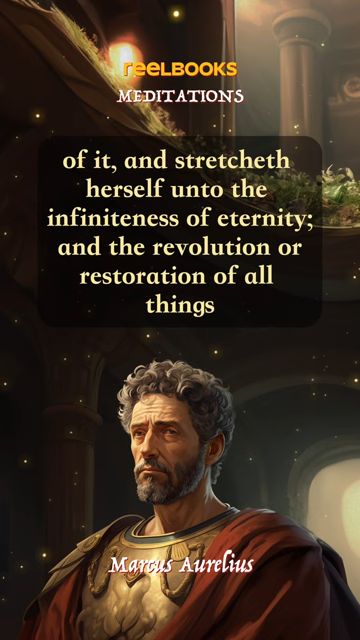 reelbooks
MEDITATIONS
of it, and stretcheth
herself unto the
infiniteness of eternity;
and the revolution or
restoration of all
things
Marcus Aurelius